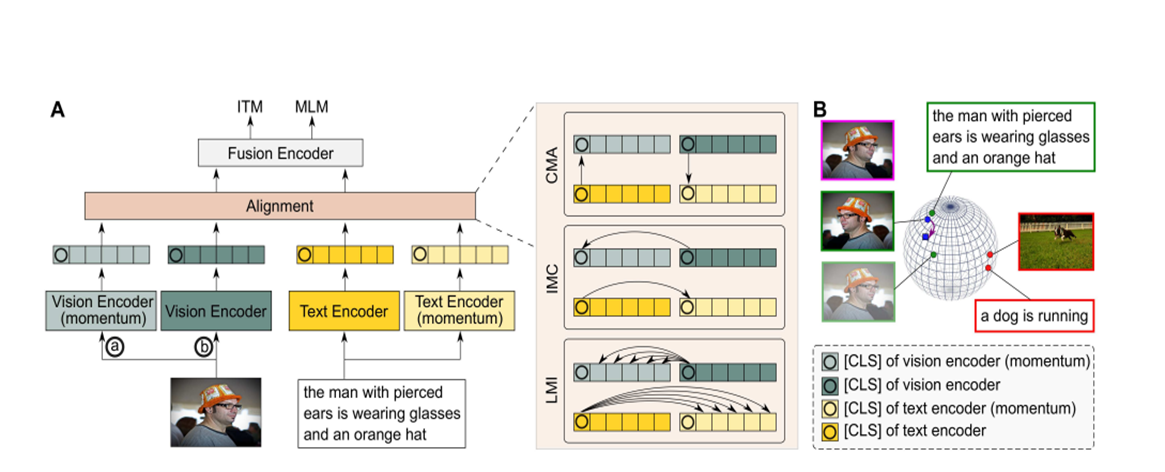 A
ITM
MLM
Fusion Encoder
Alignment
Vision Encoder
(momentum)
Vision Encoder
Text Encoder
Text Encoder
(momentum)
a
b
the man with pierced
ears is wearing glasses
and an orange hat
CMA
IMC
LMI
B
the man with pierced
ears is wearing glasses
and an orange hat
a dog is running
[CLS] of vision encoder (momentum)
[CLS] of vision encoder
[CLS] of text encoder (momentum)
[CLS] of text encoder